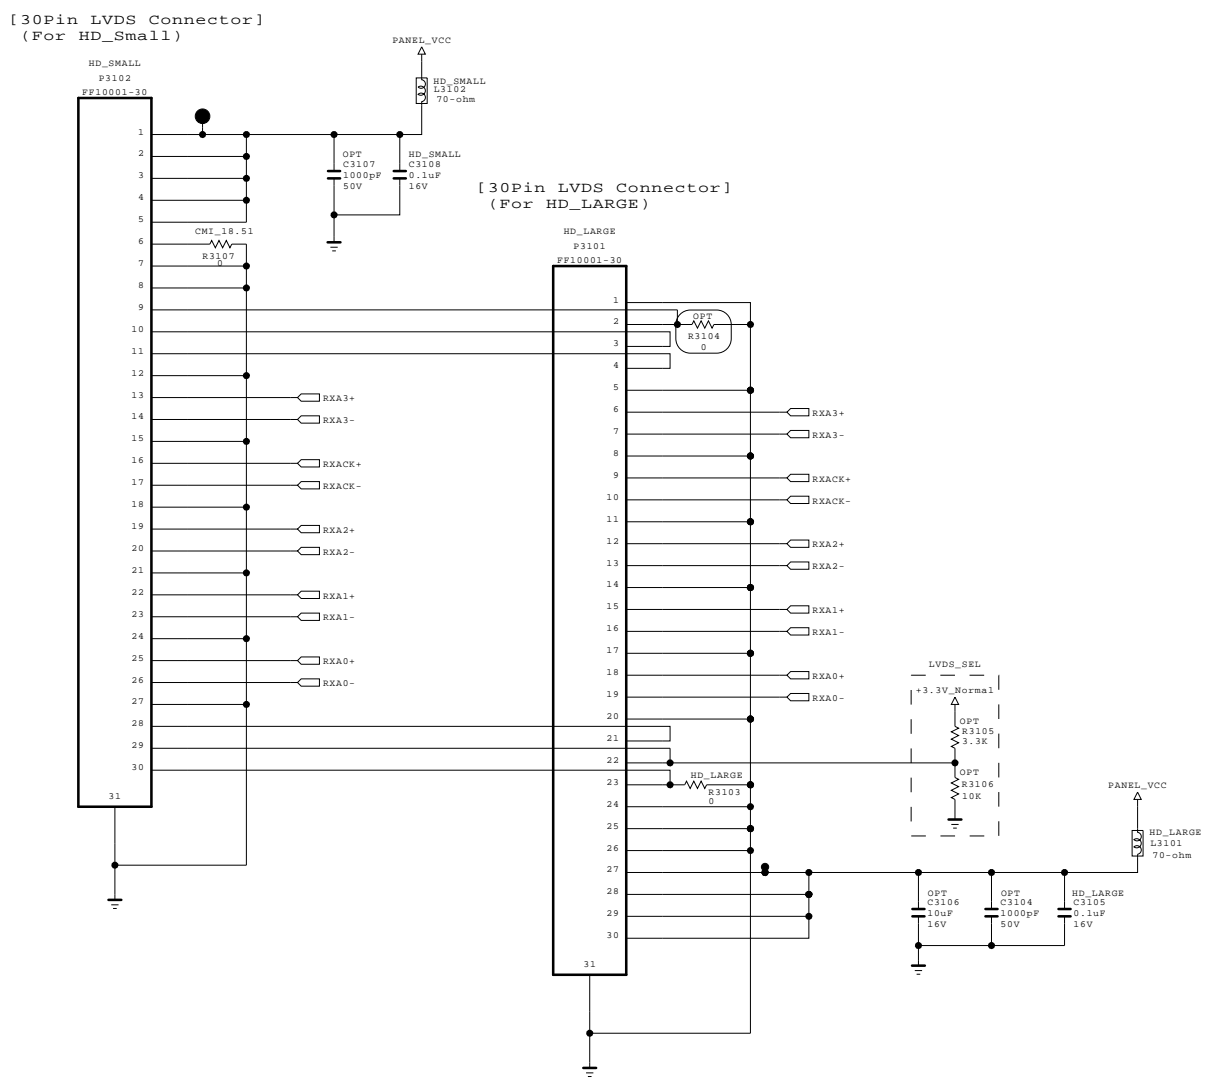 [30Pin LVDS Connector]
(For HD_Small)
PANEL_VCC
HD_SMALL
P3102
FF10001-30
HD_SMALL
L3102
70-ohm
1
2
3
4
5
6
7
8
9
10
11
12
13
14
15
16
17
18
19
20
21
22
23
24
25
26
27
28
29
30
31
OPT
C3107
1000pF
50V
HD_SMALL
C3108
0.1uF
16V
CMI_18.51
R3107
0
RXA3+
RXA3-
RXACK+
RXACK-
RXA2+
RXA2-
RXA1+
RXA1-
RXA0+
RXA0-
[30Pin LVDS Connector]
(For HD_LARGE)
HD_LARGE
P3101
FF10001-30
1
2
3
4
5
6
7
8
9
10
11
12
13
14
15
16
17
18
19
20
21
22
23
24
25
26
27
28
29
30
31
OPT
R3104
0
RXA3+
RXA3-
RXACK+
RXACK-
RXA2+
RXA2-
RXA1+
RXA1-
RXA0+
RXA0-
LVDS_SEL
+3.3V_Normal
OPT
R3105
3.3K
OPT
R3106
10K
HD_LARGE
R3103
0
PANEL_VCC
HD_LARGE
L3101
70-ohm
OPT
C3106
10uF
16V
OPT
C3104
1000pF
50V
HD_LARGE
C3105
0.1uF
16V